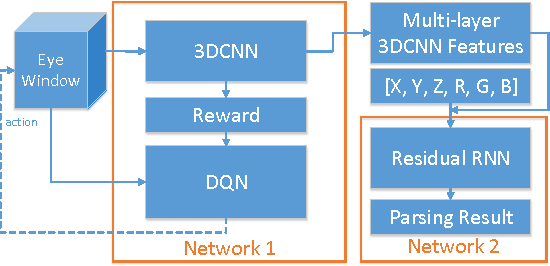 Eye
Window
action
3DCNN
Reward
DQN
Network 1
Multi-layer
3DCNN Features
[X, Y, Z, R, G, B]
Residual RNN
Parsing Result
Network 2